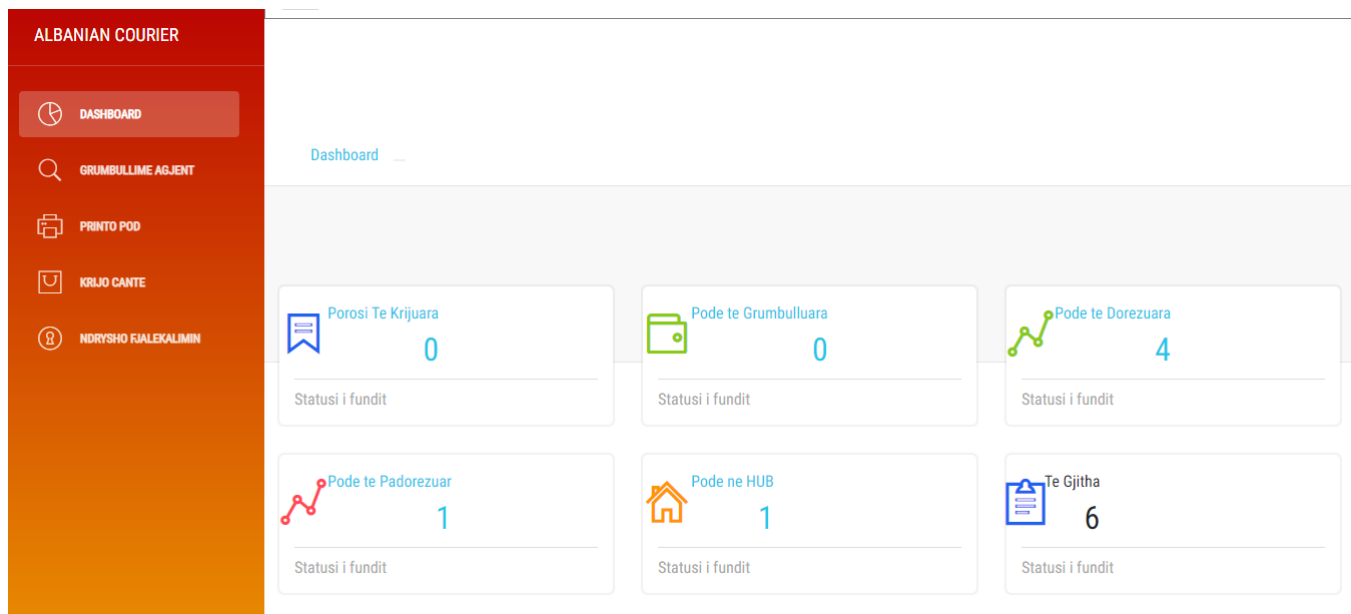 ALBANIAN COURIER
DASHBOARD
GRUMBULLIME AGJENT
PRINTO POD
KRIJO CANTE
NDRYSHO FJALEKALIMIN
Dashboard
Porosi Te Krijuara
0
Statusi i fundit
Pode te Grumbulluara
0
Statusi i fundit
Pode te Dorezuara
4
Statusi i fundit
Pode te Padorezuar
1
Statusi i fundit
Pode ne HUB
1
Statusi i fundit
Te Gjitha
6
Statusi i fundit